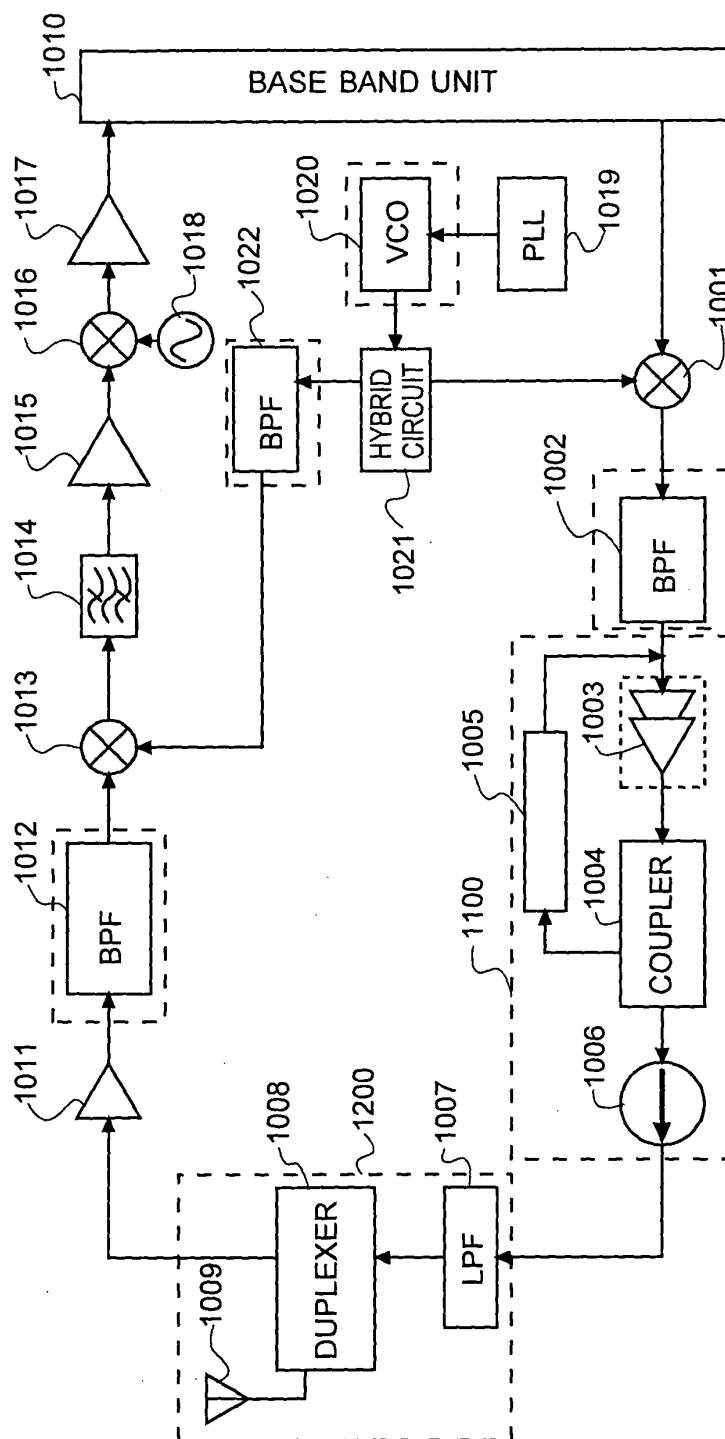 1010
BASE BAND UNIT
1017
1016
1018
1015
1014
1013
1012
BPF
1011
1020
VCO
PLL
1019
1022
BPF
HYBRID
CIRCUIT
1021
1001
1002
BPF
1003
1005
1004
COUPLER
1100
1006
1008
DUPLEXER
1200
1007
LPF
1009